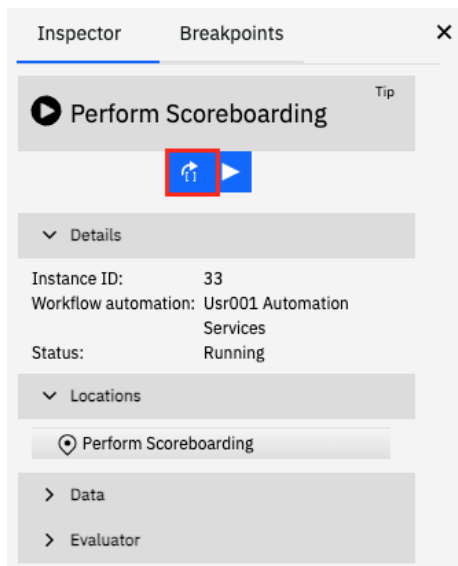 Inspector Breakpoints
Tip
Perform Scoreboarding
Details
Instance ID: 33
Workflow automation: Usr001 Automation
Services
Status: Running
Locations
Perform Scoreboarding
Data
Evaluator